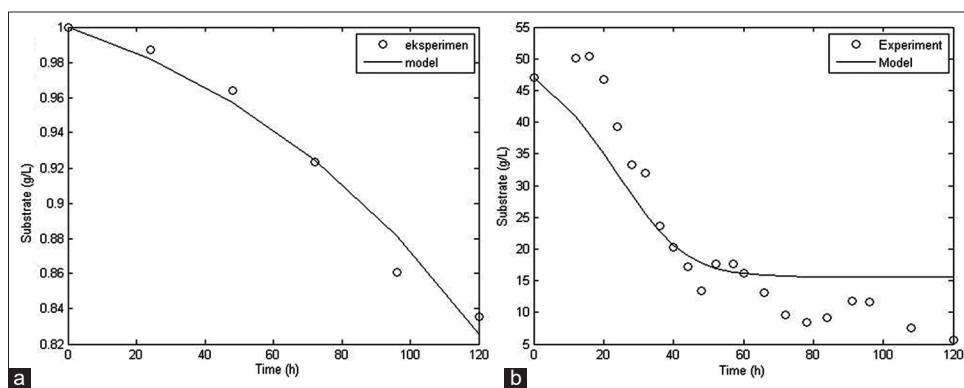 1
0.98
0.96
0.94
0.92
0.9
0.88
0.86
0.84
0.82
Substrate (g/L)
eksperimen
model
0 20 40 60 80 100 120
Time (h)
a
55
50
45
40
35
30
25
20
15
10
5
Substrate (g/L)
Experiment
Model
0 20 40 60 80 100 120
Time (h)
b